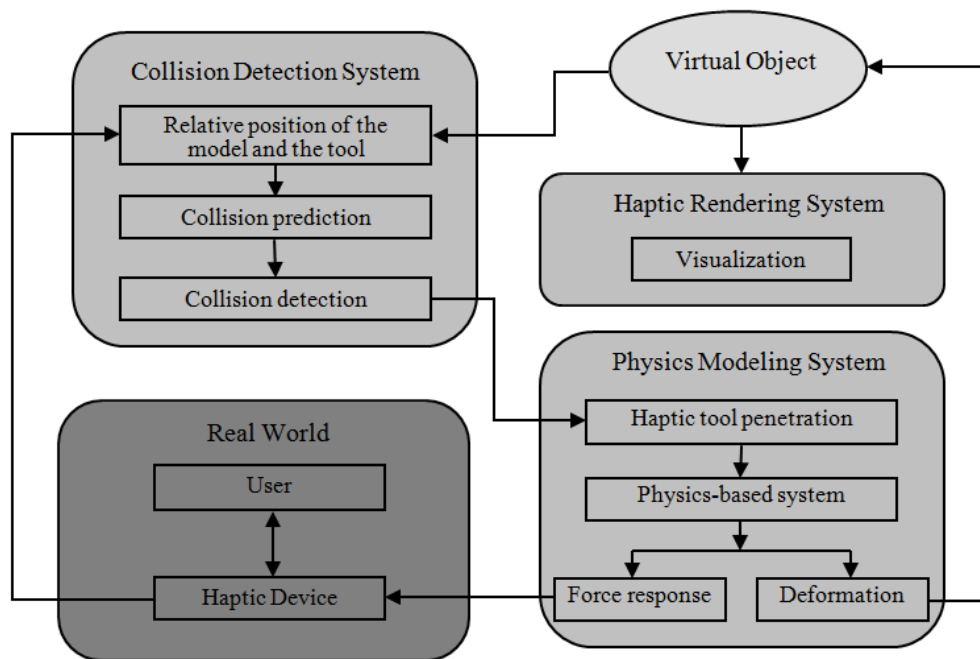 Collision Detection System
Relative position of the
model and the tool
Collision prediction
Collision detection
Virtual Object
Haptic Rendering System
Visualization
Physics Modeling System
Haptic tool penetration
Physics-based system
Force response
Deformation
Real World
User
Haptic Device